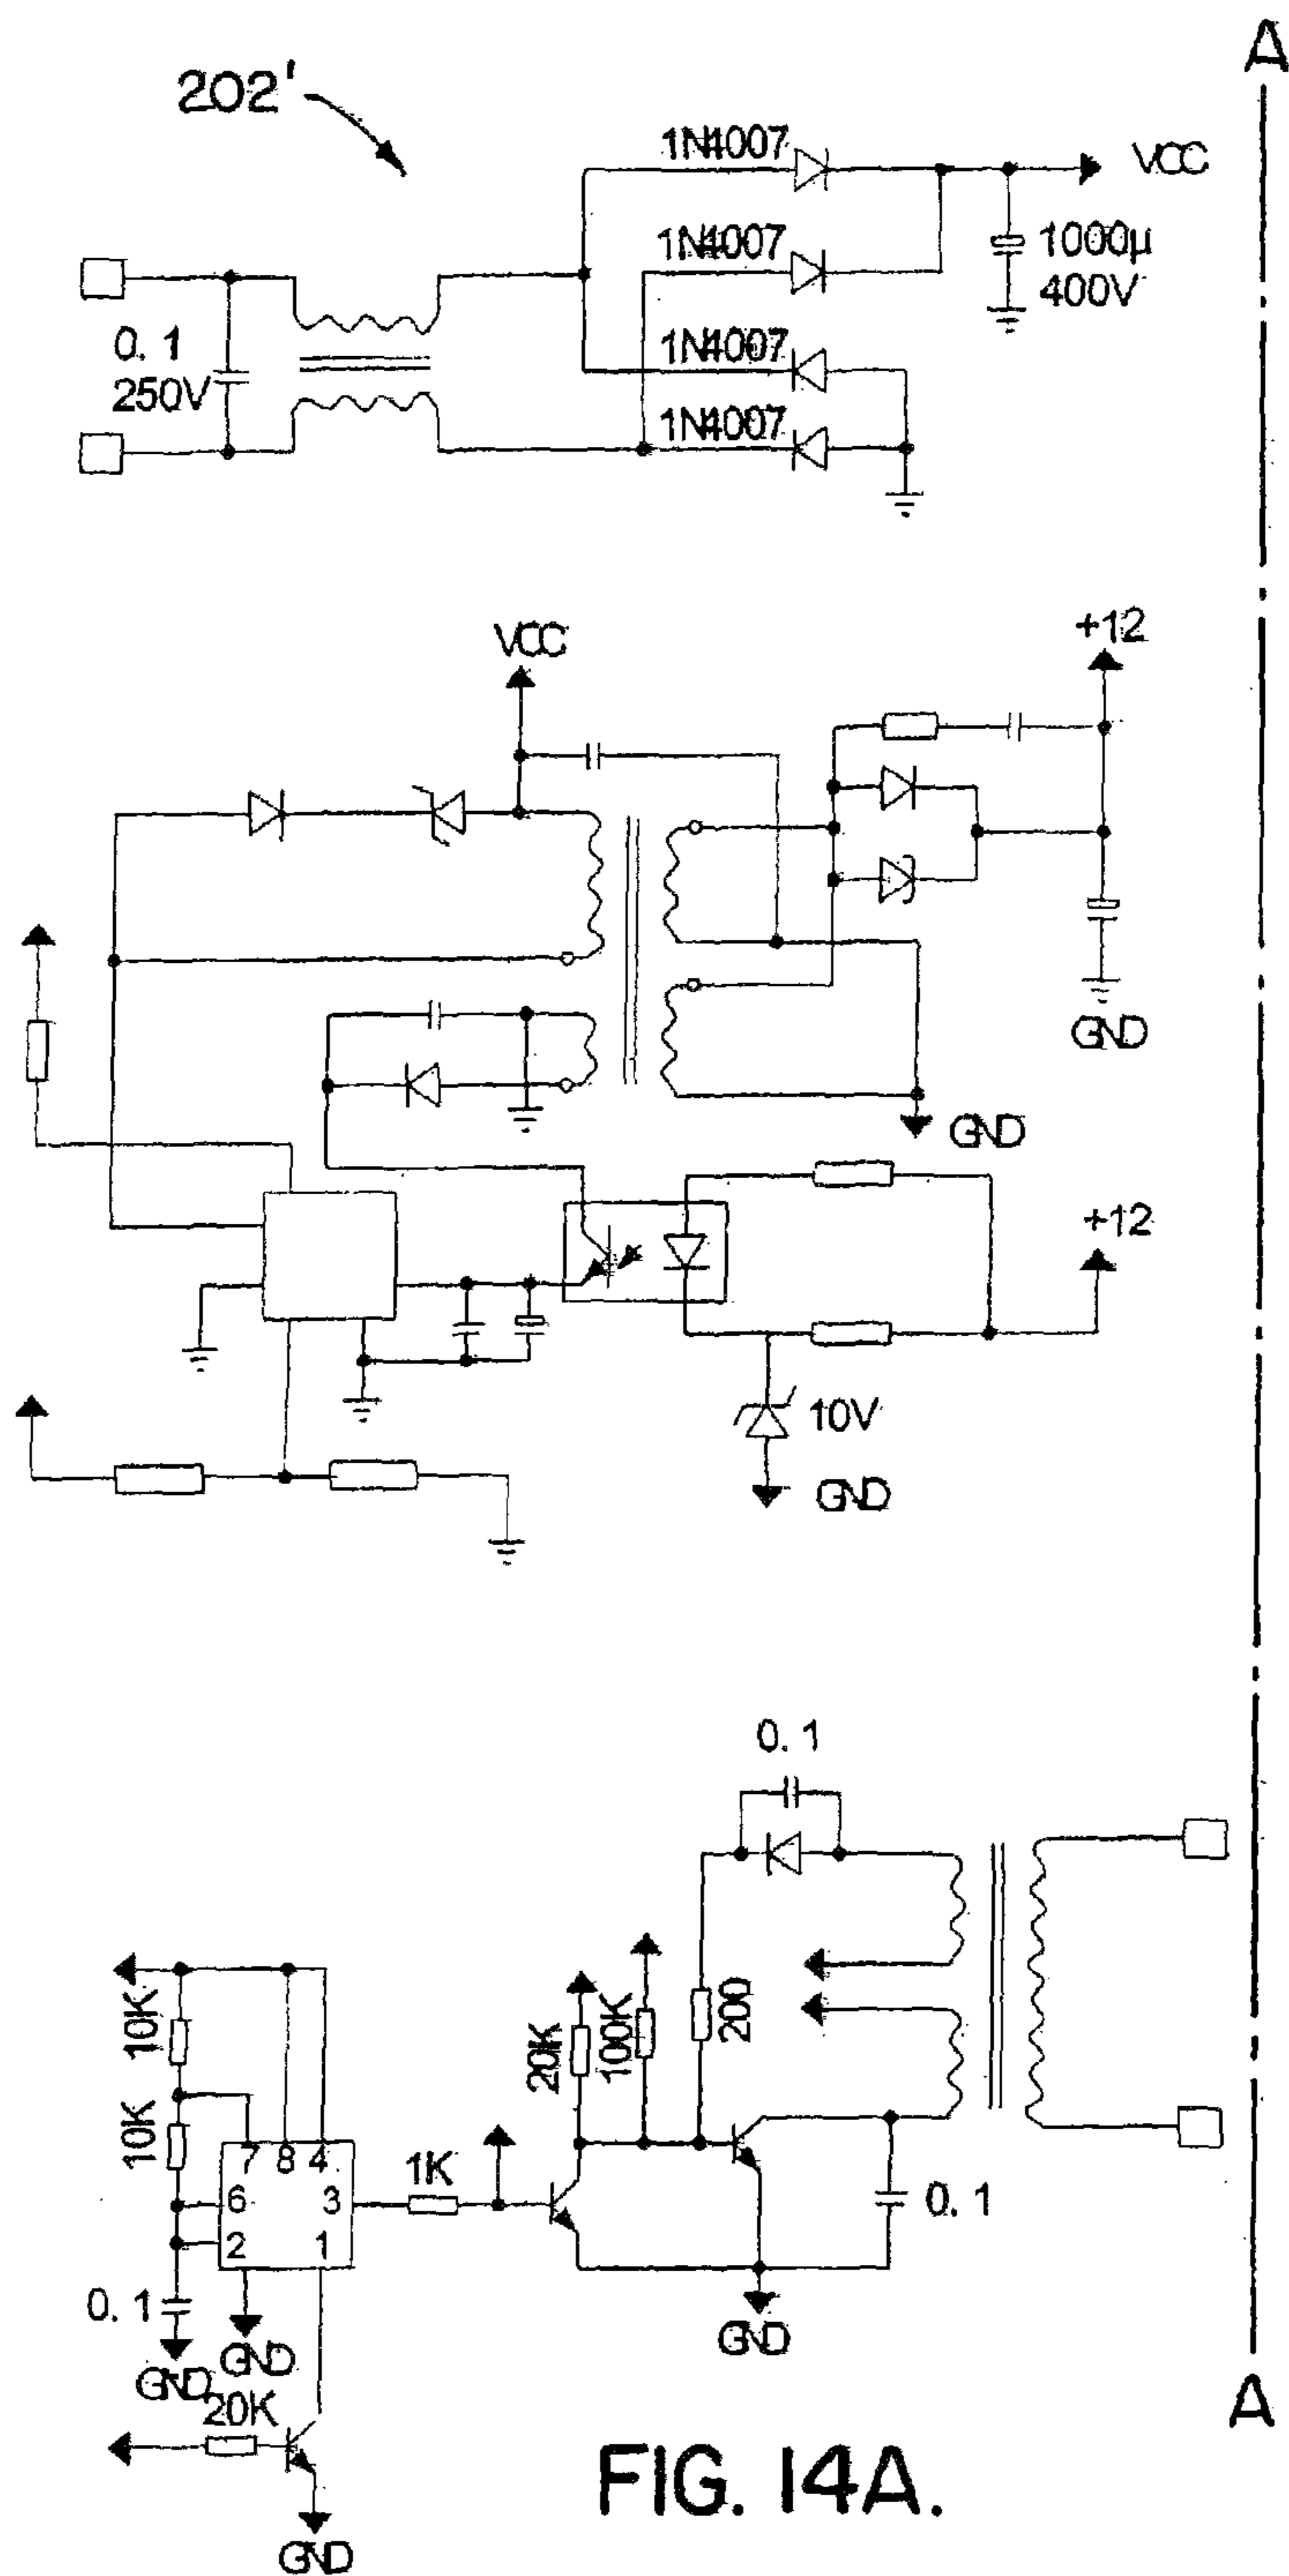 A
202'
1N4007
VCC
1N4007
1000µ
400V
0.1
250V
1N4007
1N4007
VCC
+12
GND
GND
+12
10V
GND
0.1
10K
20K
100K
200
10K
7 8 4
1K
6 3
2 1
0.1
0.1
GND
GND
GND
20K
A
GND
FIG. 14A.